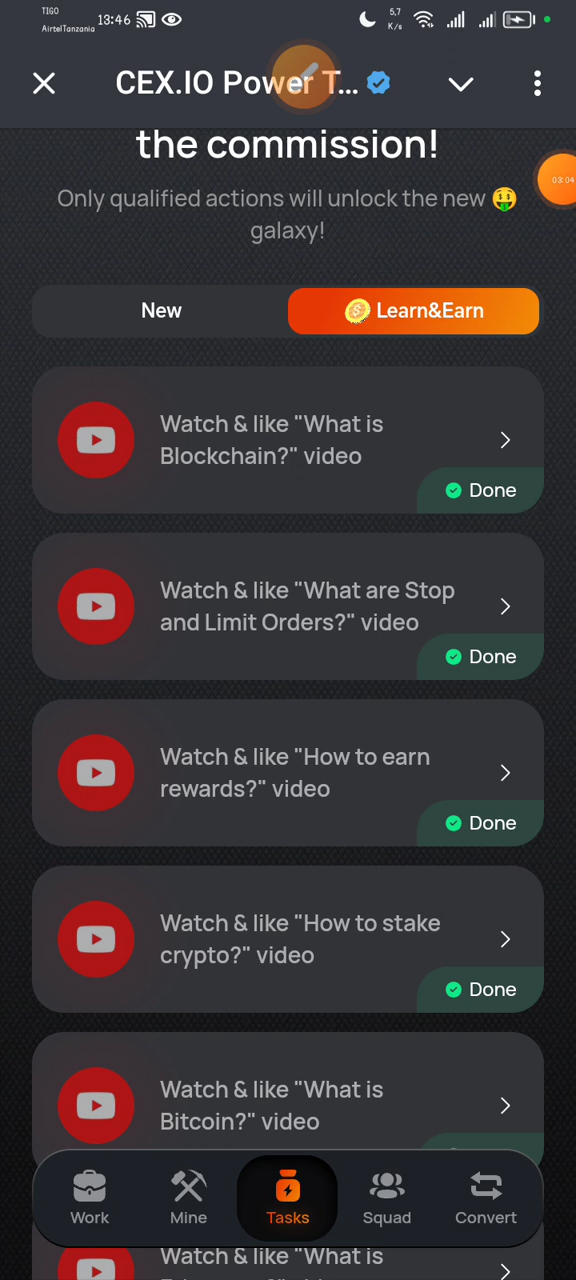 TIGO
AirtelTanzania
13:46
5,7
K/s
CEX.IO Power T...
the commission!
03:04
Only qualified actions will unlock the new 🤑
galaxy!
New
Learn&Earn
Watch & like "What is
Blockchain?" video
Done
Watch & like "What are Stop
and Limit Orders?" video
Done
Watch & like "How to earn
rewards?" video
Done
Watch & like "How to stake
crypto?" video
Done
Watch & like "What is
Bitcoin?" video
Work
Mine
Tasks
Squad
Convert
Watch & like "What is